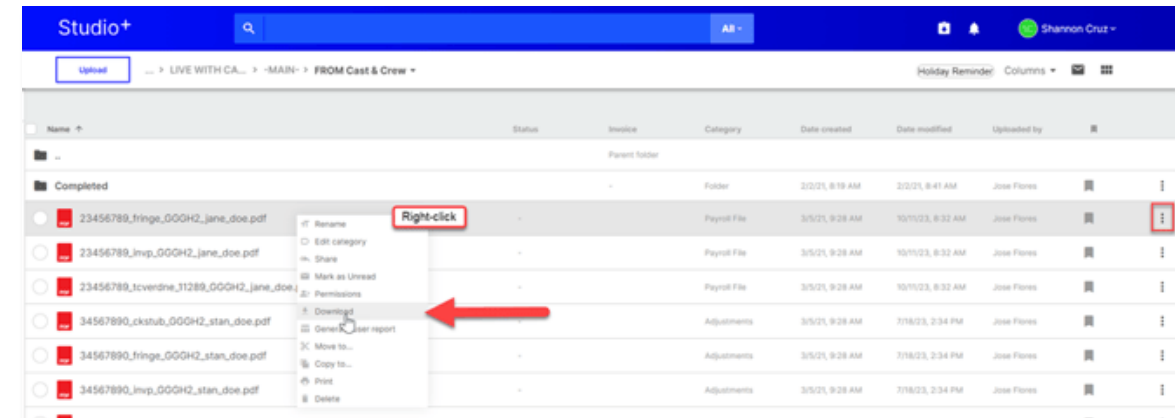 Studio+ All Shannon Cruz
Upload ... > LIVE WITH CA... > -MAIN- > FROM Cast & Crew Holiday Reminder Columns
Name Status Invoice Category Date created Date modified Uploaded by
.. Parent folder
Completed - Folder 2/2/21, 8:19 AM 2/2/21, 8:41 AM Jose Flores
23456789_fringe_GGGH2_jane_doe.pdf - Payroll File 3/5/21, 9:28 AM 10/11/23, 8:32 AM Jose Flores
Right-click
23456789_invp_GGGH2_jane_doe.pdf - Payroll File 3/5/21, 9:28 AM 10/11/23, 8:32 AM Jose Flores
23456789_tcverdne_11289_GGGH2_jane_doe. - Payroll File 3/5/21, 9:28 AM 10/11/23, 8:32 AM Jose Flores
34567890_ckstub_GGGH2_stan_doe.pdf - Adjustments 3/5/21, 9:28 AM 7/18/23, 2:34 PM Jose Flores
34567890_fringe_GGGH2_stan_doe.pdf - Adjustments 3/5/21, 9:28 AM 7/18/23, 2:34 PM Jose Flores
34567890_invp_GGGH2_stan_doe.pdf - Adjustments 3/5/21, 9:28 AM 7/18/23, 2:34 PM Jose Flores
Rename
Edit category
Share
Mark as Unread
Permissions
Download
user report
Move to...
Copy to...
Print
Delete